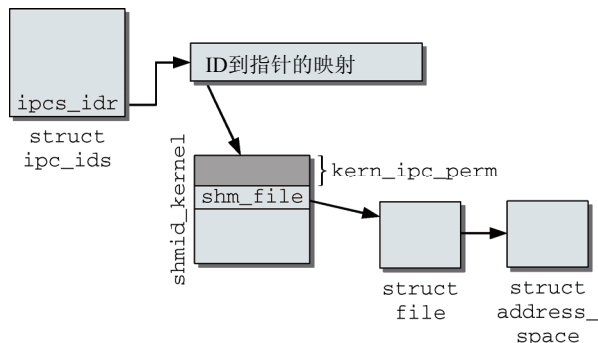 ID到指针的映射
ipcs_idr
struct
ipc_ids
shmid_kernel
kern_ipc_perm
shm_file
struct
file
struct
address_
space